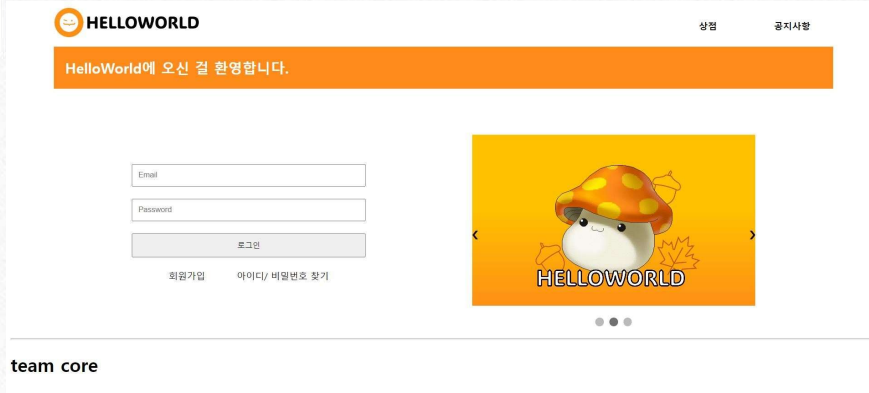 HELLOWORLD
상점 공지사항
HelloWorld에 오신 걸 환영합니다.
Email
Password
로그인
회원가입 아이디/ 비밀번호 찾기
HELLOWORLD
team core